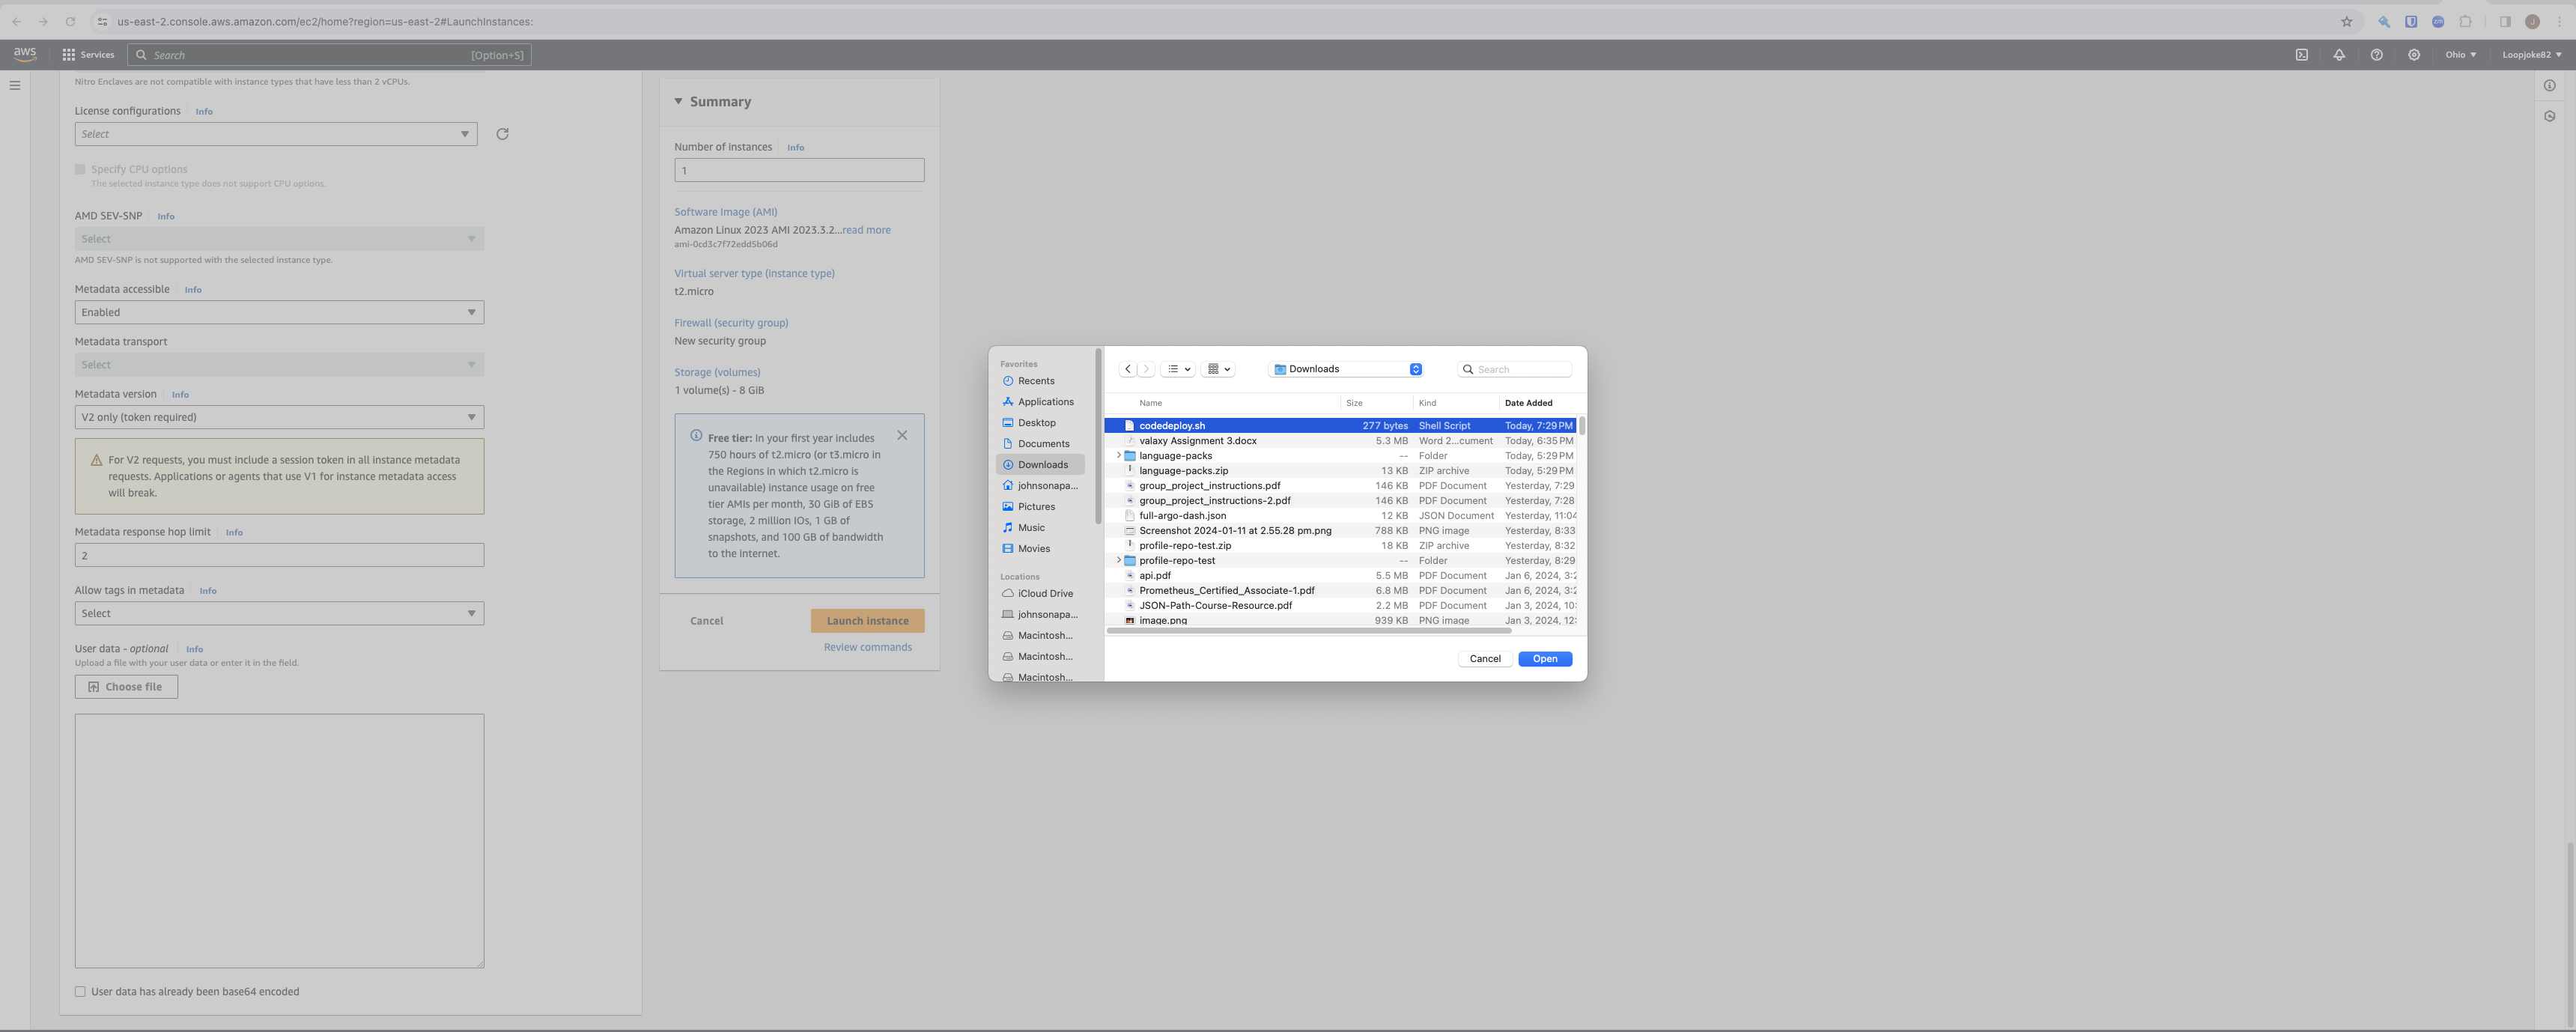 us-east-2.console.aws.amazon.com/ec2/home?region=us-east-2#LaunchInstances:
J
aws
Services
Search
[Option+S]
Ohio
Loopjoke82
Nitro Enclaves are not compatible with instance types that have less than 2 vCPUs.
License configurations
Info
Select
Specify CPU options
The selected instance type does not support CPU options.
AMD SEV-SNP
Info
Select
AMD SEV-SNP is not supported with the selected instance type.
Metadata accessible
Info
Enabled
Metadata transport
Select
Metadata version
Info
V2 only (token required)
For V2 requests, you must include a session token in all instance metadata
requests. Applications or agents that use V1 for instance metadata access
will break.
Metadata response hop limit
Info
2
Allow tags in metadata
Info
Select
User data - optional
Info
Upload a file with your user data or enter it in the field.
Choose file
User data has already been base64 encoded
Summary
Number of instances
Info
1
Software Image (AMI)
Amazon Linux 2023 AMI 2023.3.2...read more
ami-0cd3c7f72edd5b06d
Virtual server type (instance type)
t2.micro
Firewall (security group)
New security group
Storage (volumes)
1 volume(s) - 8 GiB
Free tier: In your first year includes
750 hours of t2.micro (or t3.micro in
the Regions in which t2.micro is
unavailable) instance usage on free
tier AMIs per month, 30 GiB of EBS
storage, 2 million IOs, 1 GB of
snapshots, and 100 GB of bandwidth
to the internet.
Cancel
Launch instance
Review commands
Favorites
Recents
Applications
Desktop
Documents
Downloads
johnsonapa...
Pictures
Music
Movies
Locations
iCloud Drive
johnsonapa...
Macintosh...
Macintosh...
Macintosh...
Downloads
Search
Name Size Kind Date Added
codedeploy.sh 277 bytes Shell Script Today, 7:29 PM
valaxy Assignment 3.docx 5.3 MB Word 2...cument Today, 6:35 PM
language-packs -- Folder Today, 5:29 PM
language-packs.zip 13 KB ZIP archive Today, 5:29 PM
group_project_instructions.pdf 146 KB PDF Document Yesterday, 7:29
group_project_instructions-2.pdf 146 KB PDF Document Yesterday, 7:28
full-argo-dash.json 12 KB JSON Document Yesterday, 11:04
Screenshot 2024-01-11 at 2.55.28 pm.png 788 KB PNG image Yesterday, 8:33
profile-repo-test.zip 18 KB ZIP archive Yesterday, 8:32
profile-repo-test -- Folder Yesterday, 8:29
api.pdf 5.5 MB PDF Document Jan 6, 2024, 3:2
Prometheus_Certified_Associate-1.pdf 6.8 MB PDF Document Jan 6, 2024, 3:2
JSON-Path-Course-Resource.pdf 2.2 MB PDF Document Jan 3, 2024, 10:
image.png 939 KB PNG image Jan 3, 2024, 12:
Cancel
Open